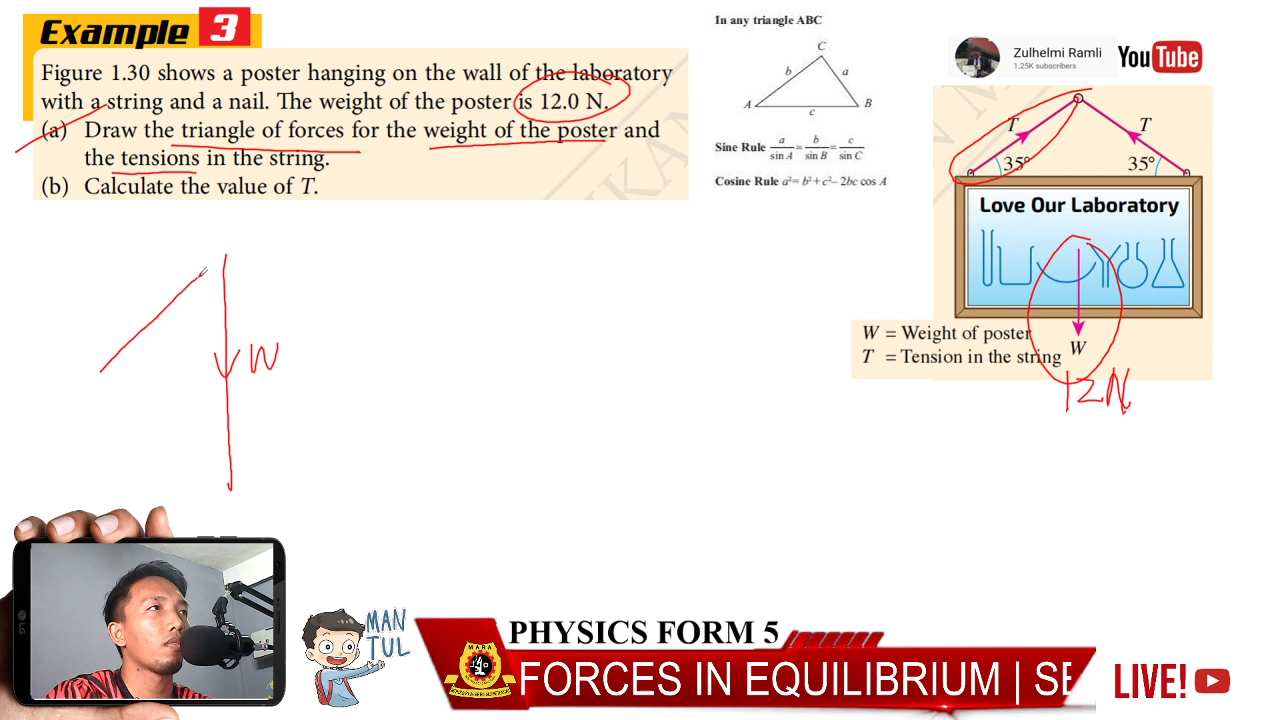 Example 3
Figure 1.30 shows a poster hanging on the wall of the laboratory
with a string and a nail. The weight of the poster is 12.0 N.
(a) Draw the triangle of forces for the weight of the poster and
the tensions in the string.
(b) Calculate the value of T.
In any triangle ABC
C
b
a
A
B
c
Sine Rule a/sin A = b/sin B = c/sin C
Cosine Rule a² = b² + c² – 2bc cos A
Zulhelmi Ramli
1.25K subscribers
YouTube
T
T
35°
35°
Love Our Laboratory
W = Weight of poster
T = Tension in the string
W
12N
W
LG
MAN
TUL
PHYSICS FORM 5
MARA
FORCES IN EQUILIBRIUM | SE
LIVE!